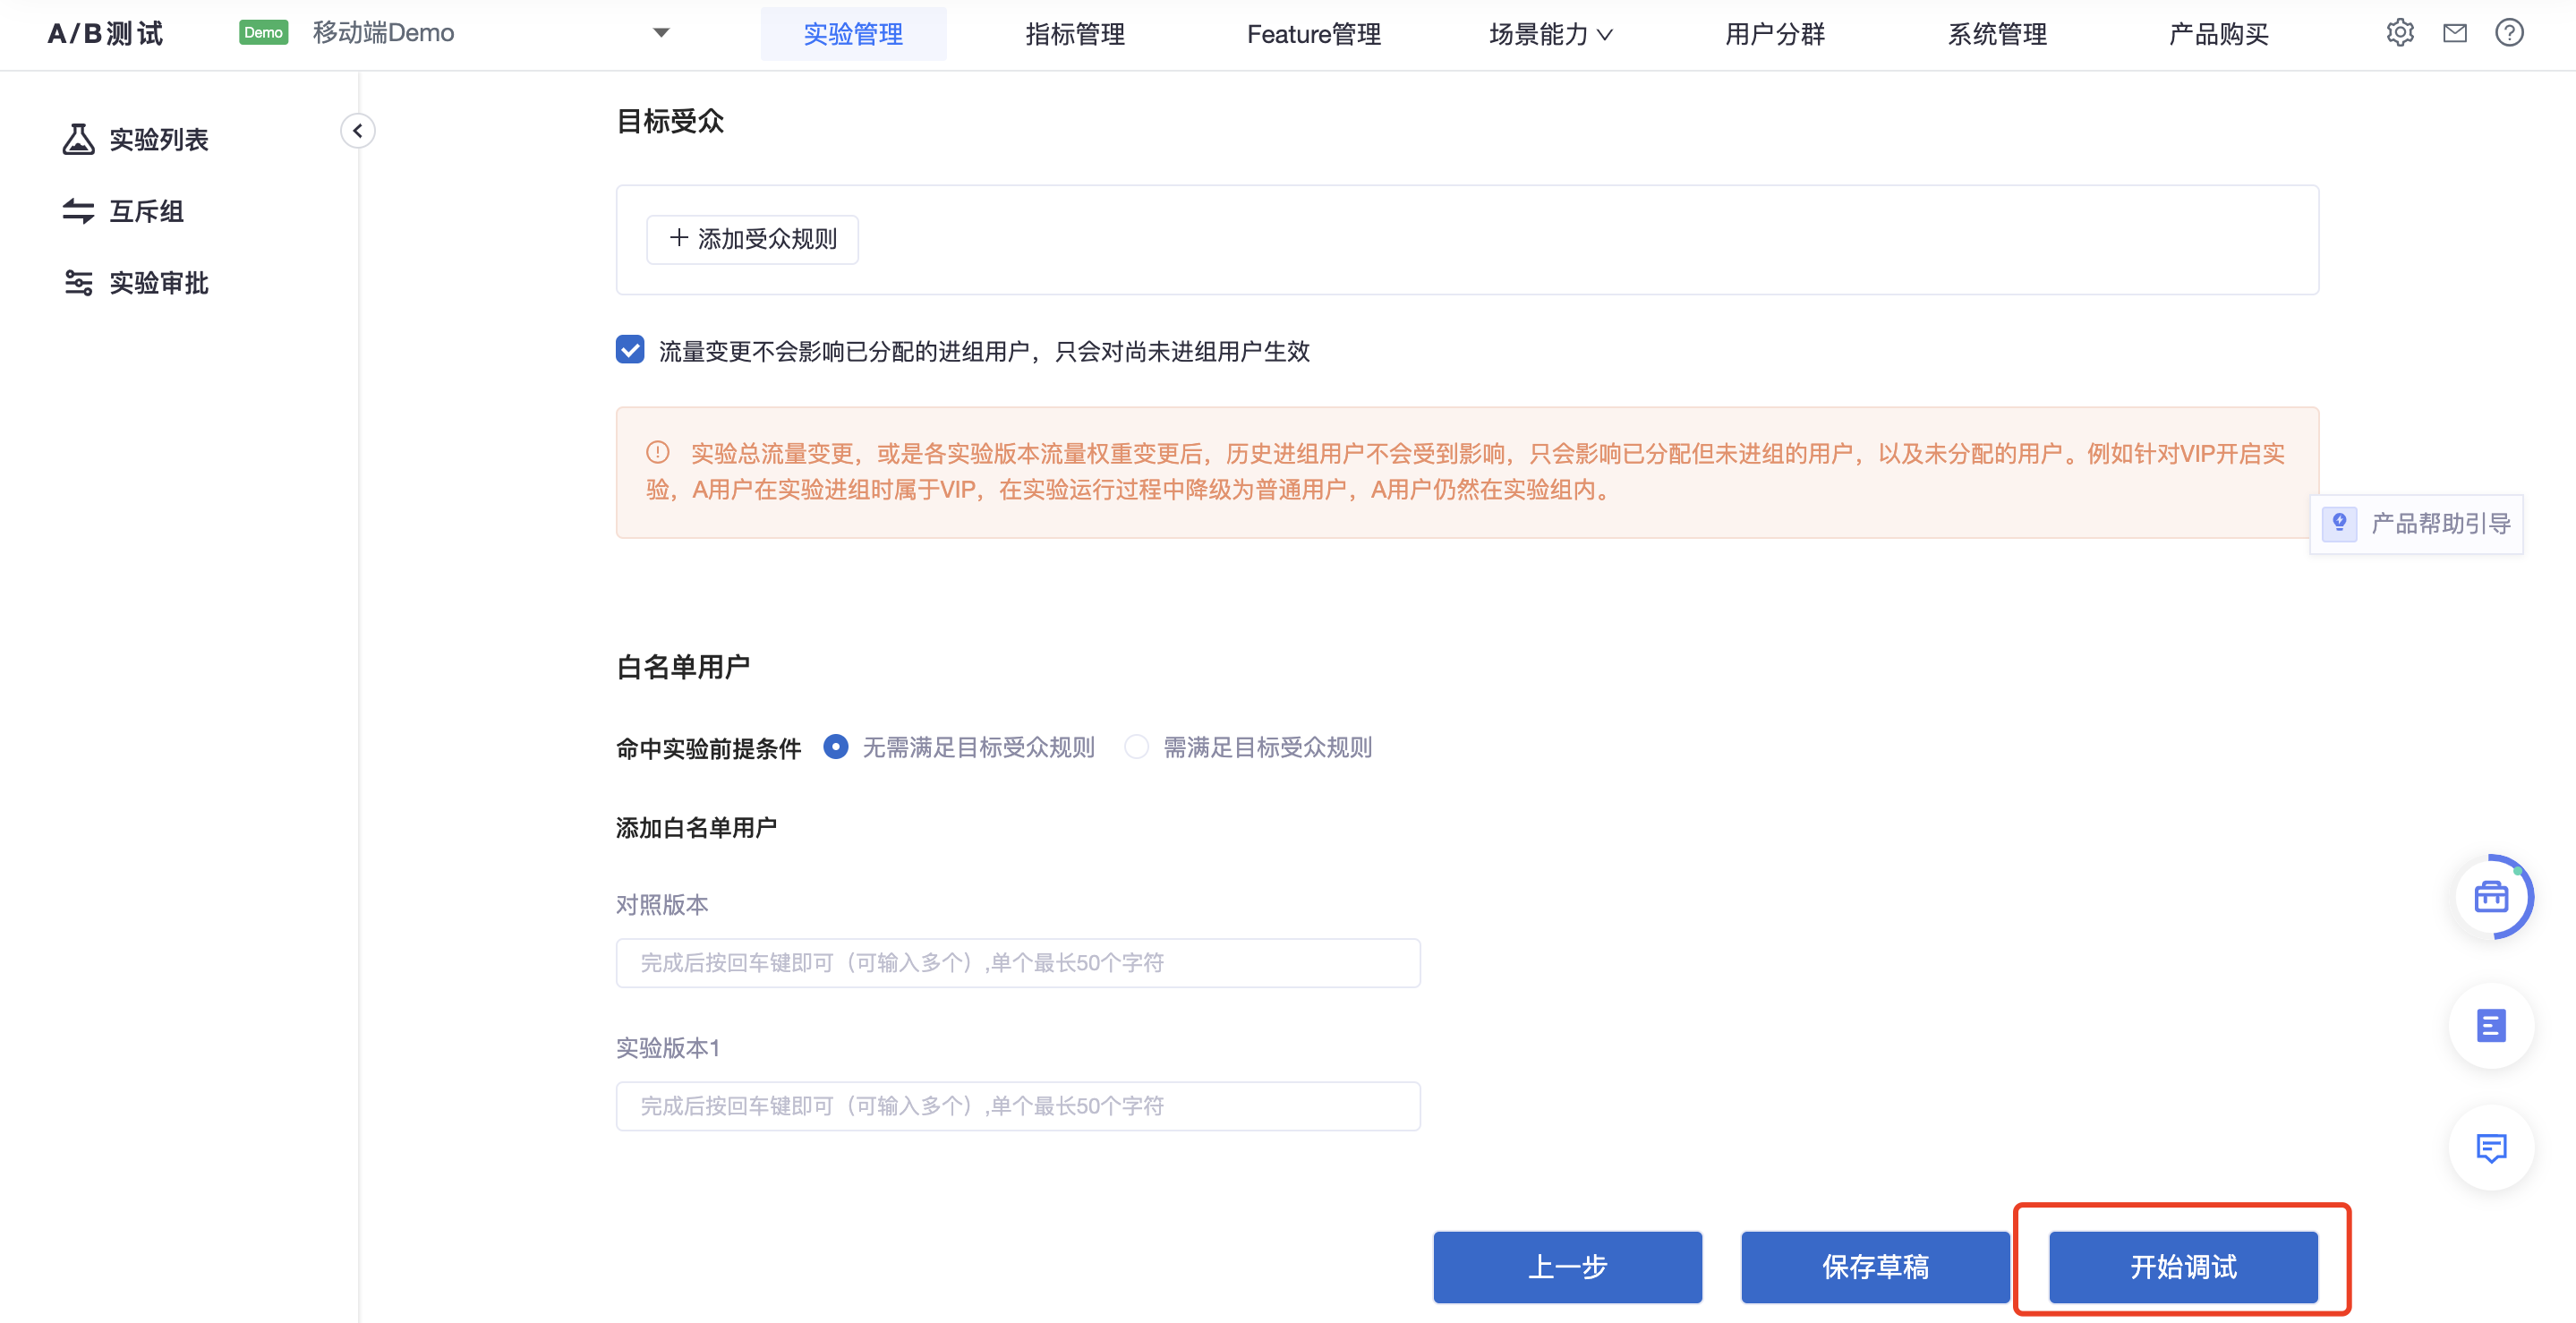 A/B测试
Demo
移动端Demo
实验管理
指标管理
Feature管理
场景能力
用户分群
系统管理
产品购买
实验列表
互斥组
实验审批
目标受众
添加受众规则
流量变更不会影响已分配的进组用户，只会对尚未进组用户生效
实验总流量变更，或是各实验版本流量权重变更后，历史进组用户不会受到影响，只会影响已分配但未进组的用户，以及未分配的用户。例如针对VIP开启实
验，A用户在实验进组时属于VIP，在实验运行过程中降级为普通用户，A用户仍然在实验组内。
产品帮助引导
白名单用户
命中实验前提条件
无需满足目标受众规则
需满足目标受众规则
添加白名单用户
对照版本
完成后按回车键即可（可输入多个）,单个最长50个字符
实验版本1
完成后按回车键即可（可输入多个）,单个最长50个字符
上一步
保存草稿
开始调试